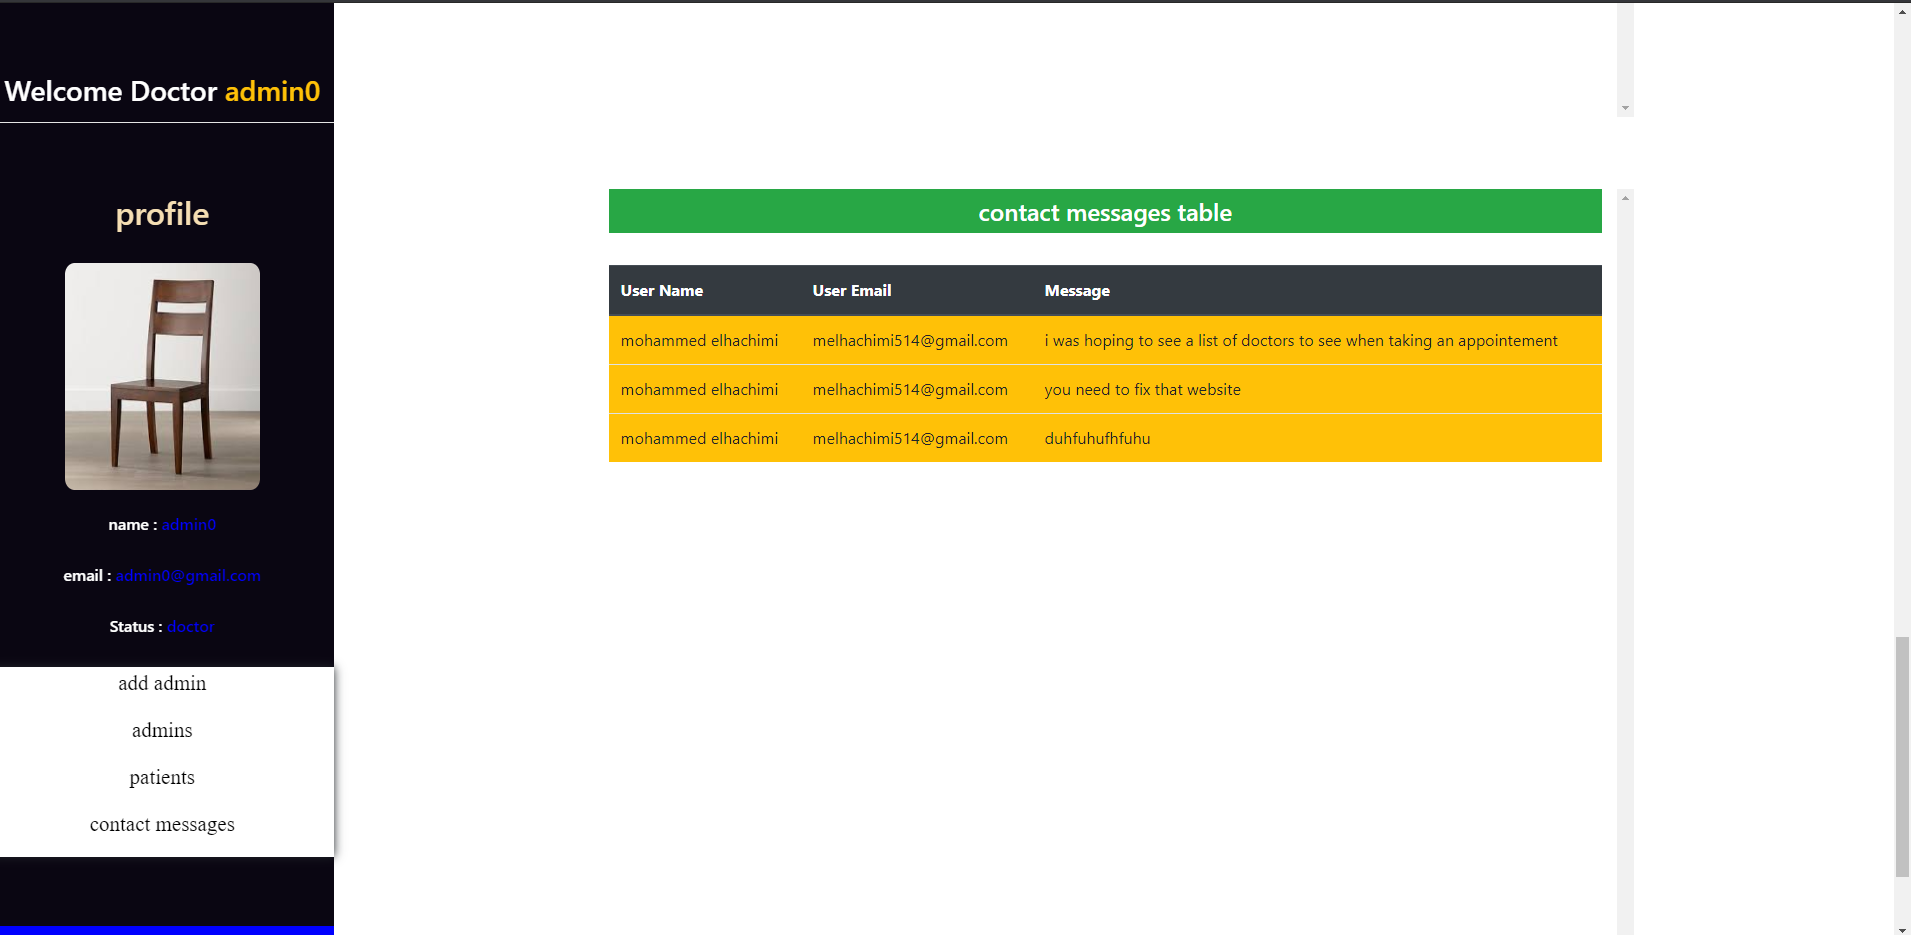 Welcome Doctor admin0
profile
name : admin0
email : admin0@gmail.com
Status : doctor
add admin
admins
patients
contact messages
contact messages table
User Name User Email Message
mohammed elhachimi melhachimi514@gmail.com i was hoping to see a list of doctors to see when taking an appointement
mohammed elhachimi melhachimi514@gmail.com you need to fix that website
mohammed elhachimi melhachimi514@gmail.com duhfuhufhfuhu